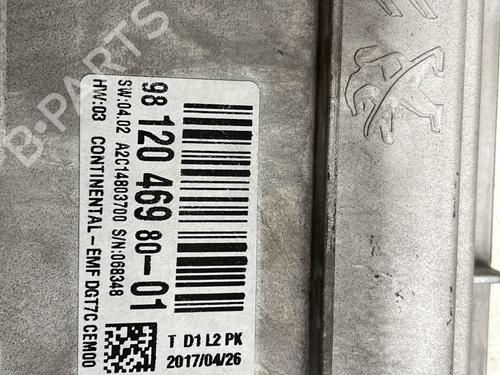 98 120 469 80-01
SW:04.02 A2C14803700 S/N:068348
HW:03 CONTINENTAL-EMF DGT7C CEM00
T D1 L2 PK
2017/04/26
B-PARTS